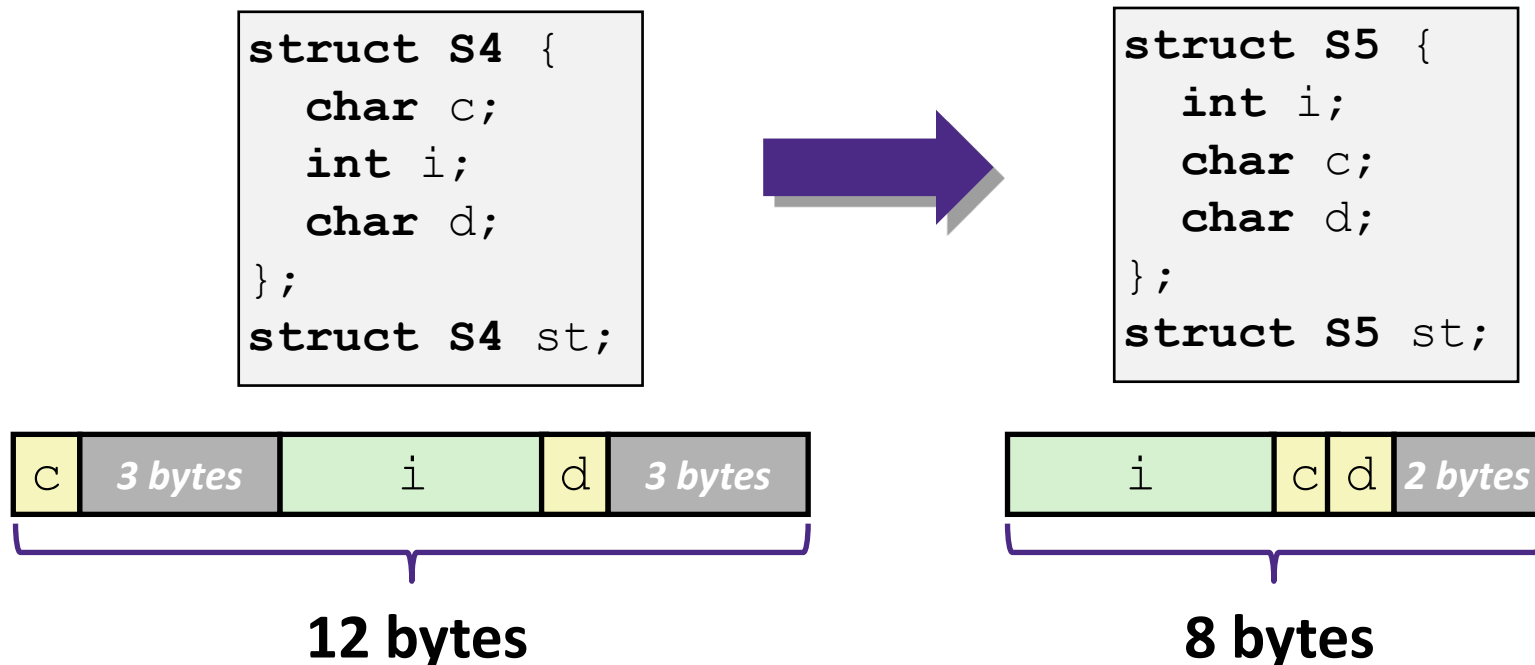 struct S4 {
char c;
int i;
char d;
};
struct S4 st;
struct S5 {
int i;
char c;
char d;
};
struct S5 st;
c 3 bytes i d 3 bytes
i c d 2 bytes
12 bytes
8 bytes